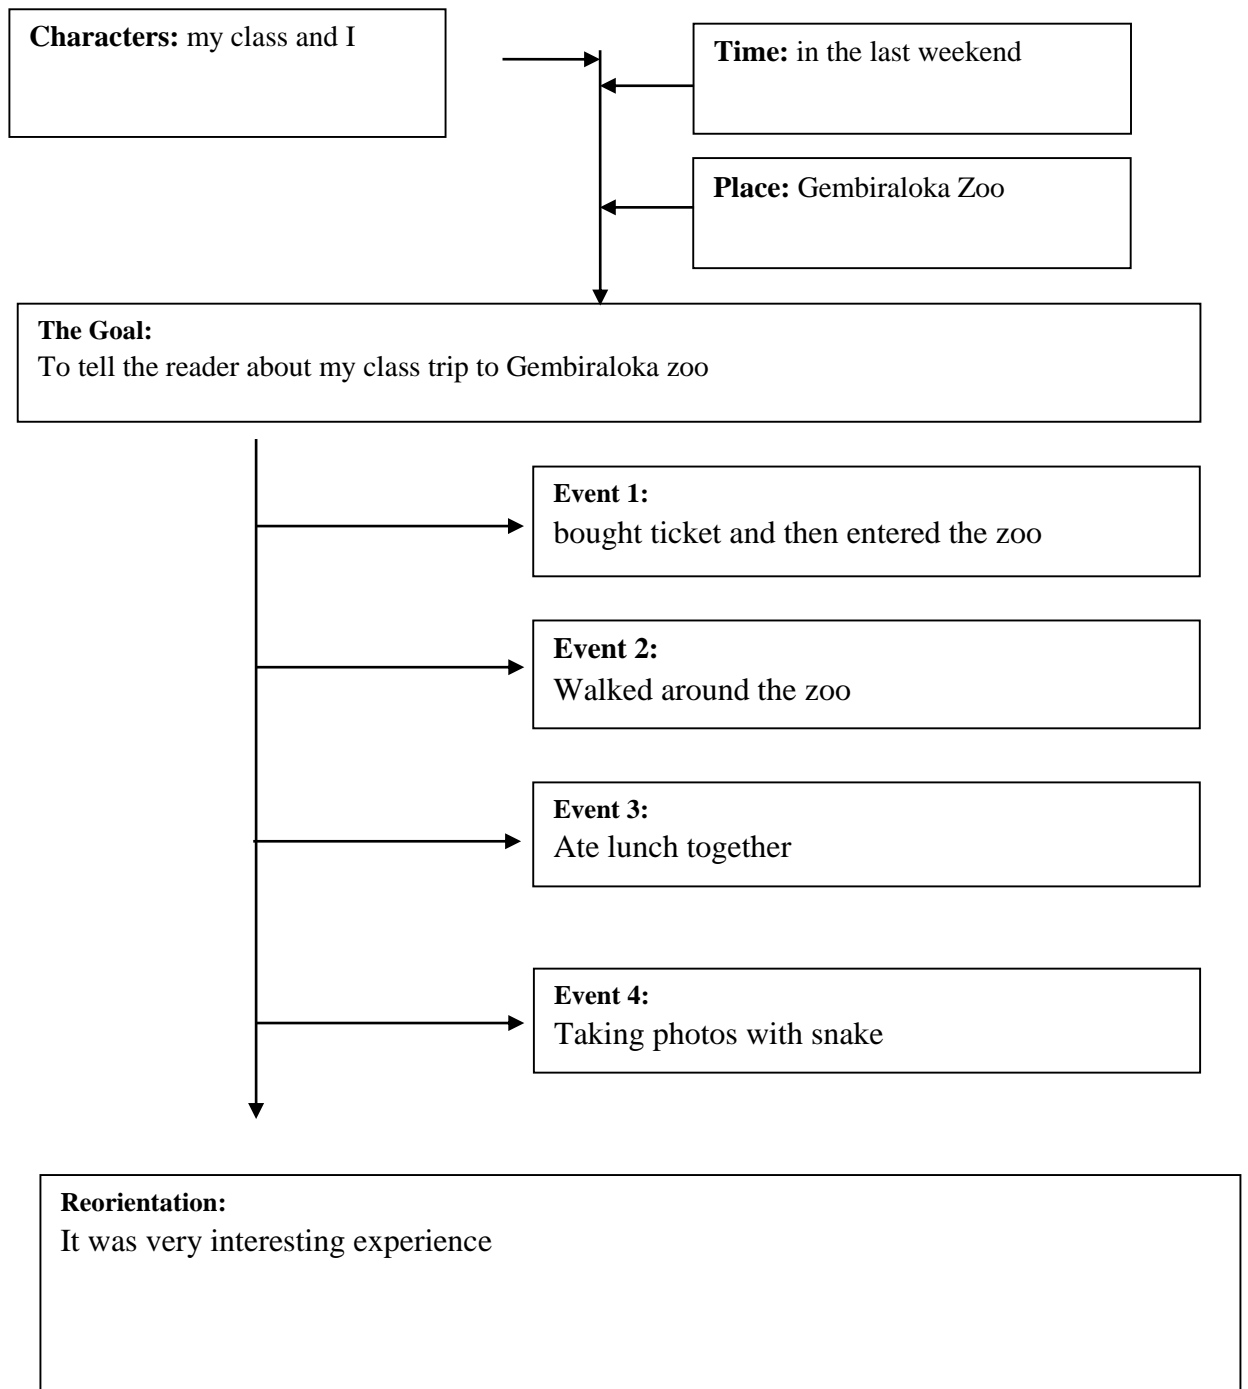 Characters: my class and I
Time: in the last weekend
Place: Gembiraloka Zoo
The Goal:
To tell the reader about my class trip to Gembiraloka zoo
Event 1:
bought ticket and then entered the zoo
Event 2:
Walked around the zoo
Event 3:
Ate lunch together
Event 4:
Taking photos with snake
Reorientation:
It was very interesting experience